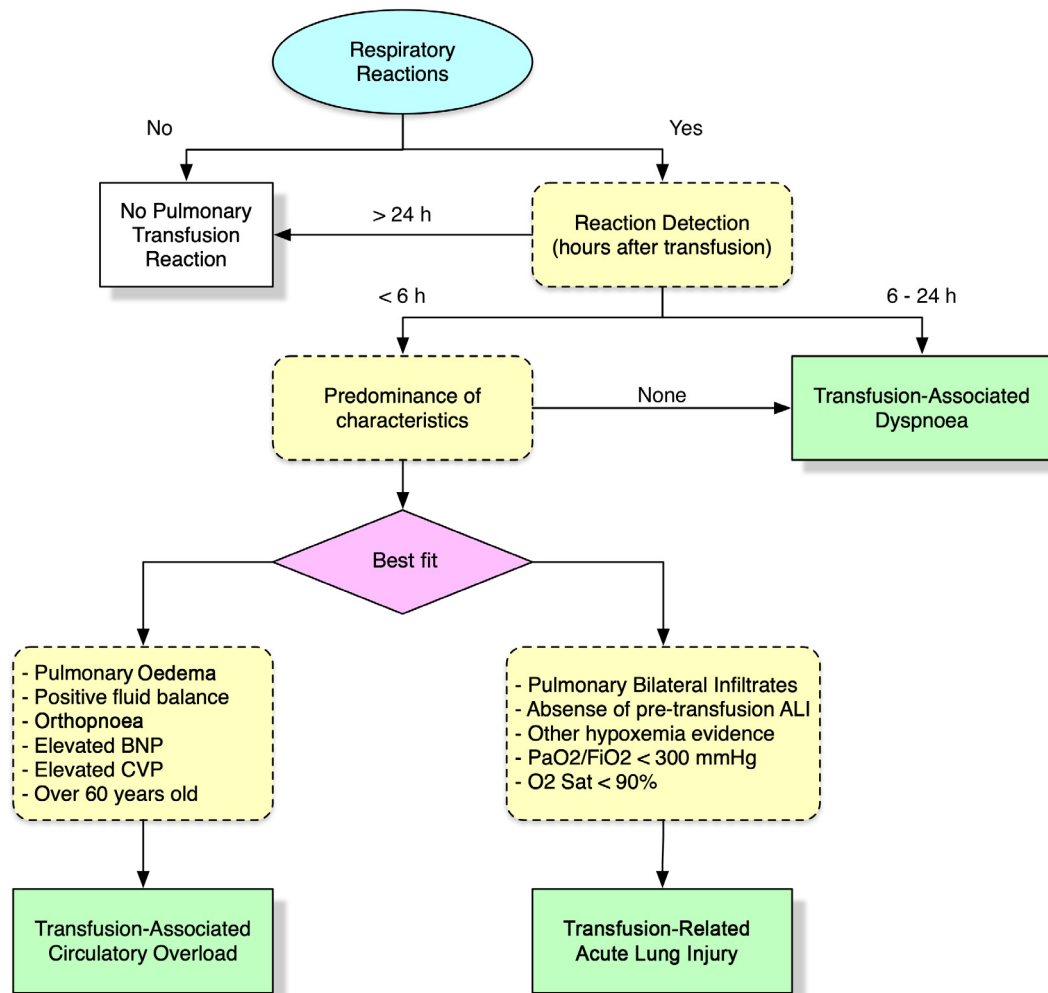 Respiratory
Reactions
No
Yes
No Pulmonary
Transfusion
Reaction
> 24 h
Reaction Detection
(hours after transfusion)
< 6 h
6 - 24 h
Predominance of
characteristics
None
Transfusion-Associated
Dyspnoea
Best fit
- Pulmonary Oedema
- Positive fluid balance
- Orthopnoea
- Elevated BNP
- Elevated CVP
- Over 60 years old
- Pulmonary Bilateral Infiltrates
- Absense of pre-transfusion ALI
- Other hypoxemia evidence
- PaO2/FiO2 < 300 mmHg
- O2 Sat < 90%
Transfusion-Associated
Circulatory Overload
Transfusion-Related
Acute Lung Injury